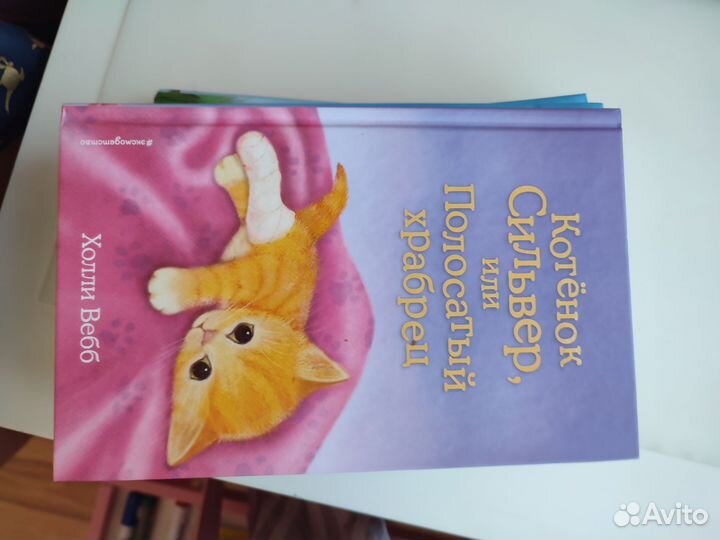 Котёнок
Сильвер,
или
Полосатый
храбрец
#эксмодетство
Холли Вебб
Avito